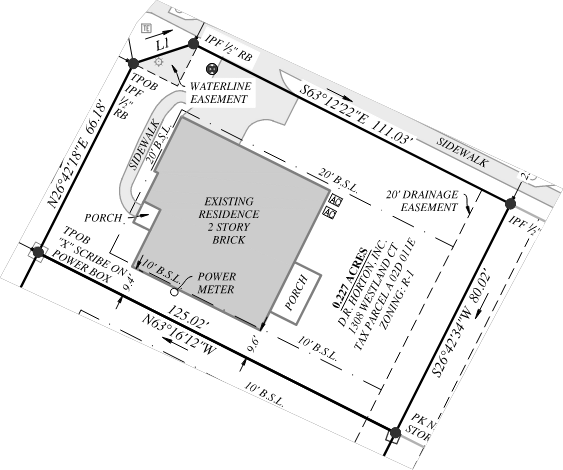 TE
L1
IPF ½" RB
TPOB
IPF
½"
RB
WATERLINE
EASEMENT
S63°12'22"E 111.03'
SIDEWALK
N26°42'18"E 66.18'
SIDEWALK
20' B.S.L.
20' B.S.L.
20' DRAINAGE
EASEMENT
IPF ½"
AC
AC
EXISTING
RESIDENCE
2 STORY
BRICK
PORCH
TPOB
"X" SCRIBE ON
POWER BOX
10' B.S.L.
POWER
METER
PORCH
0.227 ACRES
D.R. HORTON, INC.
1308 WESTLAND CT
TAX PARCEL A02D 011E
ZONING: R-1
S26°42'34"W 80.02'
9.4'
125.02'
N63°16'12"W
9.6'
10' B.S.L.
10' B.S.L.
PK N
STOR